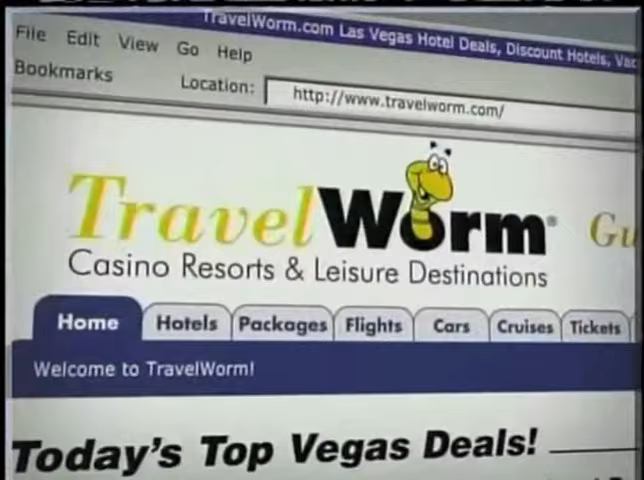 TravelWorm.com Las Vegas Hotel Deals, Discount Hotels,
File Edit View Go Help
Bookmarks Location: http://www.travelworm.com/
TravelWorm®
Casino Resorts & Leisure Destinations
Home Hotels Packages Flights Cars Cruises Tickets
Welcome to TravelWorm!
Today's Top Vegas Deals!